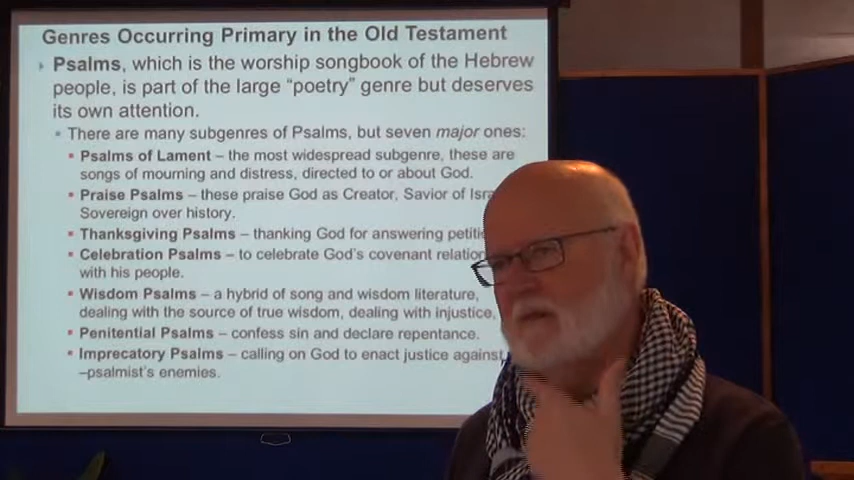 Genres Occurring Primary in the Old Testament
Psalms, which is the worship songbook of the Hebrew
people, is part of the large “poetry” genre but deserves
its own attention.
There are many subgenres of Psalms, but seven major ones:
Psalms of Lament – the most widespread subgenre, these are
songs of mourning and distress, directed to or about God.
Praise Psalms – these praise God as Creator, Savior of
Sovereign over history.
Thanksgiving Psalms – thanking God for answering
Celebration Psalms – to celebrate God’s covenant
with his people.
Wisdom Psalms – a hybrid of song and wisdom literature,
dealing with the source of true wisdom, dealing with injustice,
Penitential Psalms – confess sin and declare repentance.
Imprecatory Psalms – calling on God to enact justice against
–psalmist’s enemies.